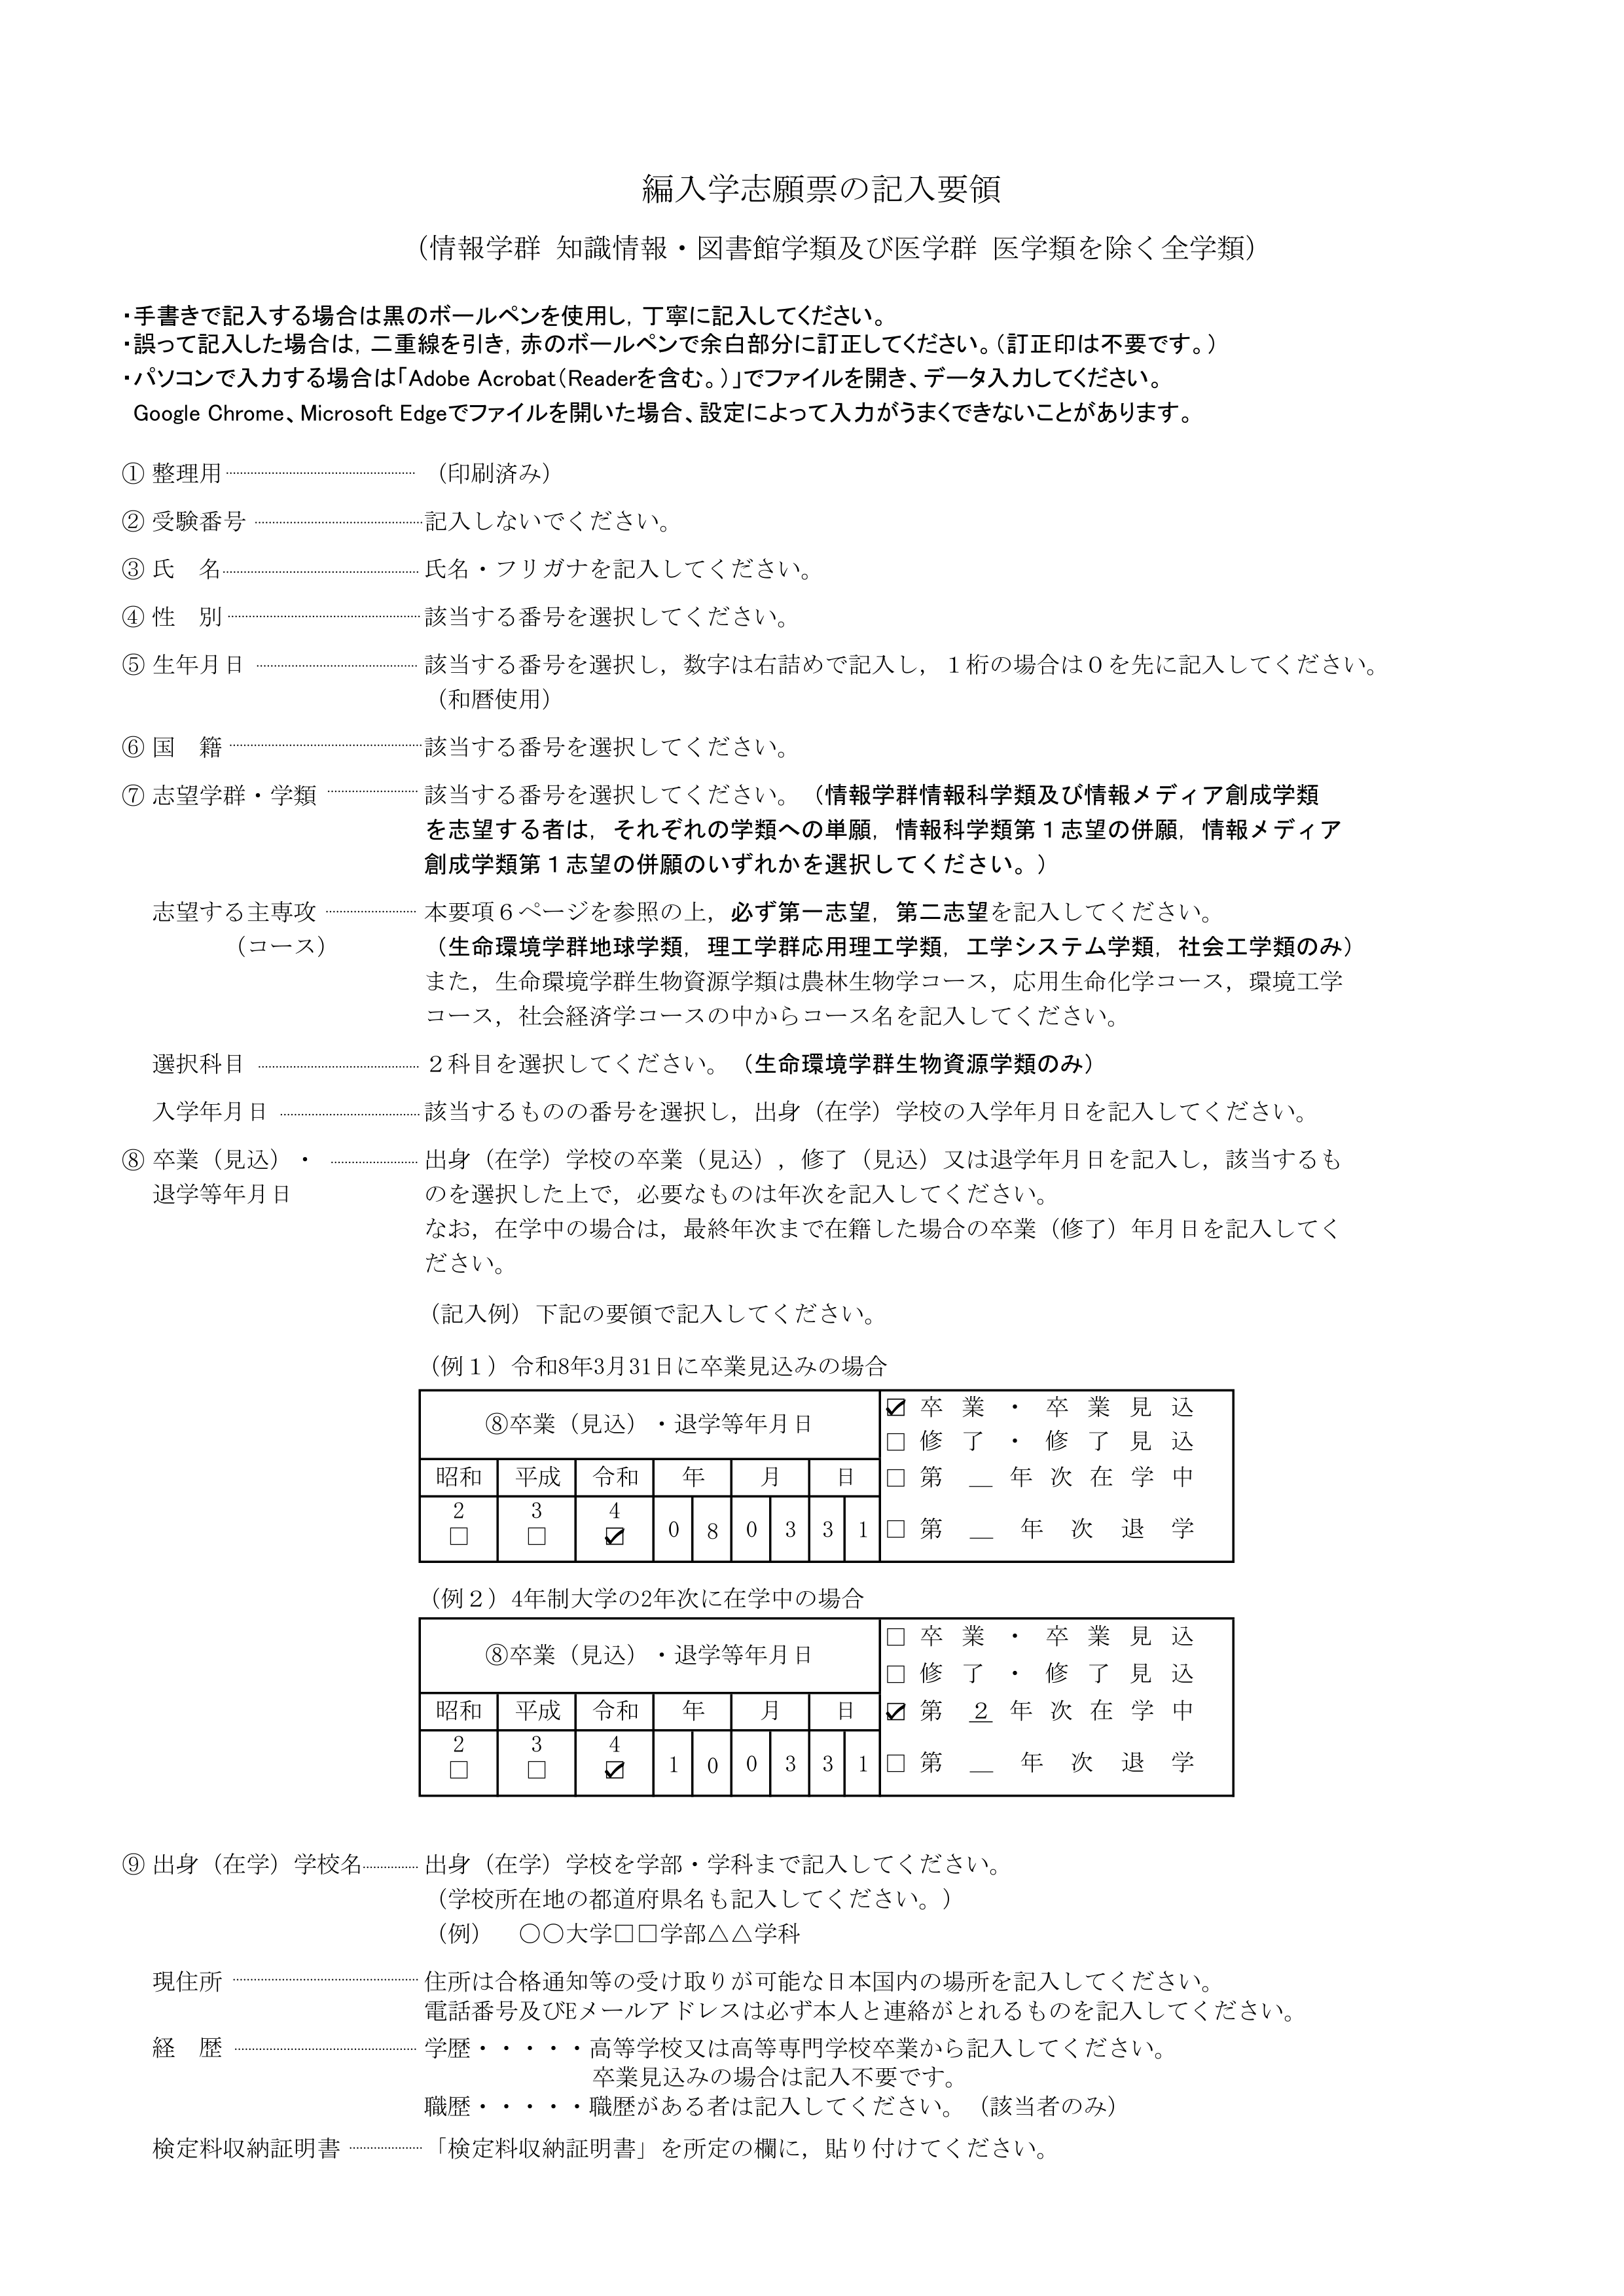 編入学志願票の記入要領
（情報学群 知識情報・図書館学類及び医学群 医学類を除く全学類）
・手書きで記入する場合は黒のボールペンを使用し，丁寧に記入してください。
・誤って記入した場合は，二重線を引き，赤のボールペンで余白部分に訂正してください。（訂正印は不要です。）
・パソコンで入力する場合は「Adobe Acrobat（Readerを含む。）」でファイルを開き、データ入力してください。
Google Chrome、Microsoft Edgeでファイルを開いた場合、設定によって入力がうまくできないことがあります。
① 整理用 （印刷済み）
② 受験番号 記入しないでください。
③ 氏　名 氏名・フリガナを記入してください。
④ 性　別 該当する番号を選択してください。
⑤ 生年月日 該当する番号を選択し，数字は右詰めで記入し，１桁の場合は０を先に記入してください。
（和暦使用）
⑥ 国　籍 該当する番号を選択してください。
⑦ 志望学群・学類 該当する番号を選択してください。（情報学群情報科学類及び情報メディア創成学類
を志望する者は，それぞれの学類への単願，情報科学類第１志望の併願，情報メディア
創成学類第１志望の併願のいずれかを選択してください。）
志望する主専攻 本要項６ページを参照の上，必ず第一志望，第二志望を記入してください。
（コース） （生命環境学群地球学類，理工学群応用理工学類，工学システム学類，社会工学類のみ）
また，生命環境学群生物資源学類は農林生物学コース，応用生命化学コース，環境工学
コース，社会経済学コースの中からコース名を記入してください。
選択科目 ２科目を選択してください。（生命環境学群生物資源学類のみ）
入学年月日 該当するものの番号を選択し，出身（在学）学校の入学年月日を記入してください。
⑧ 卒業（見込）・ 出身（在学）学校の卒業（見込），修了（見込）又は退学年月日を記入し，該当するも
退学等年月日 のを選択した上で，必要なものは年次を記入してください。
なお，在学中の場合は，最終年次まで在籍した場合の卒業（修了）年月日を記入してく
ださい。
（記入例）下記の要領で記入してください。
（例１）令和8年3月31日に卒業見込みの場合
⑧卒業（見込）・退学等年月日 ☑ 卒業・卒業見込
□ 修了・修了見込
昭和 平成 令和 年 月 日 □ 第 ＿ 年次在学中
2 3 4
□ □ ☑ 0 8 0 3 3 1 □ 第 ＿ 年次退学
（例２）4年制大学の2年次に在学中の場合
⑧卒業（見込）・退学等年月日 □ 卒業・卒業見込
□ 修了・修了見込
昭和 平成 令和 年 月 日 ☑ 第 2 年次在学中
2 3 4
□ □ ☑ 1 0 0 3 3 1 □ 第 ＿ 年次退学
⑨ 出身（在学）学校名 出身（在学）学校を学部・学科まで記入してください。
（学校所在地の都道府県名も記入してください。）
（例）　○○大学□□学部△△学科
現住所 住所は合格通知等の受け取りが可能な日本国内の場所を記入してください。
電話番号及びEメールアドレスは必ず本人と連絡がとれるものを記入してください。
経　歴 学歴・・・・・高等学校又は高等専門学校卒業から記入してください。
卒業見込みの場合は記入不要です。
職歴・・・・・職歴がある者は記入してください。（該当者のみ）
検定料収納証明書 「検定料収納証明書」を所定の欄に，貼り付けてください。